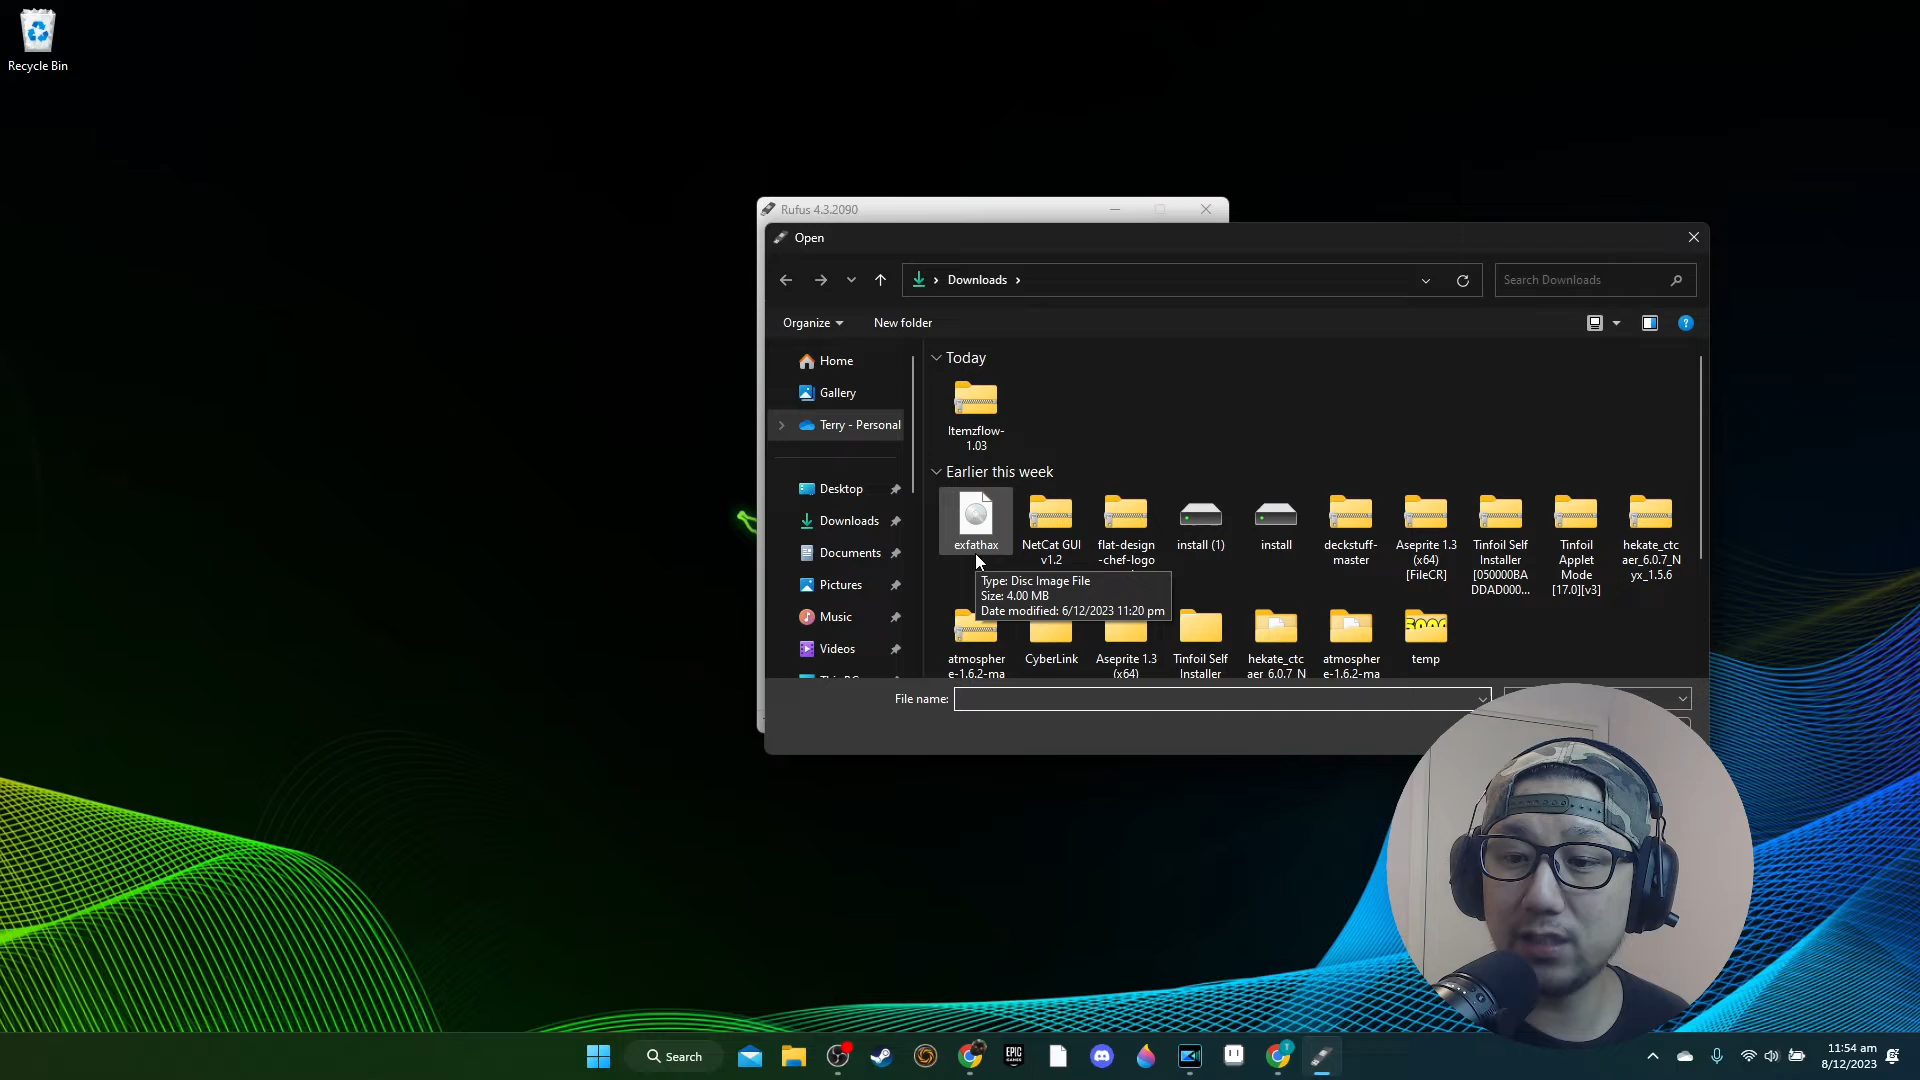 Recycle Bin
Rufus 4.3.2090
Open
Downloads
Search Downloads
Organize
New folder
Home
Gallery
Terry - Personal
Desktop
Downloads
Documents
Pictures
Music
Videos
Today
Itemzflow-
1.03
Earlier this week
exfathax
NetCat GUI
v1.2
flat-design
-chef-logo
install (1)
install
deckstuff-
master
Aseprite 1.3
(x64)
[FileCR]
Tinfoil Self
Installer
[050000BA
DDAD000...
Tinfoil
Applet
Mode
[17.0][v3]
hekate_ctc
aer_6.0.7_N
yx_1.5.6
Type: Disc Image File
Size: 4.00 MB
Date modified: 6/12/2023 11:20 pm
atmospher
e-1.6.2-ma
CyberLink
Aseprite 1.3
(x64)
Tinfoil Self
Installer
hekate_ctc
aer_6.0.7_N
atmospher
e-1.6.2-ma
temp
File name:
Search
EPIC
GAMES
11:54 am
8/12/2023